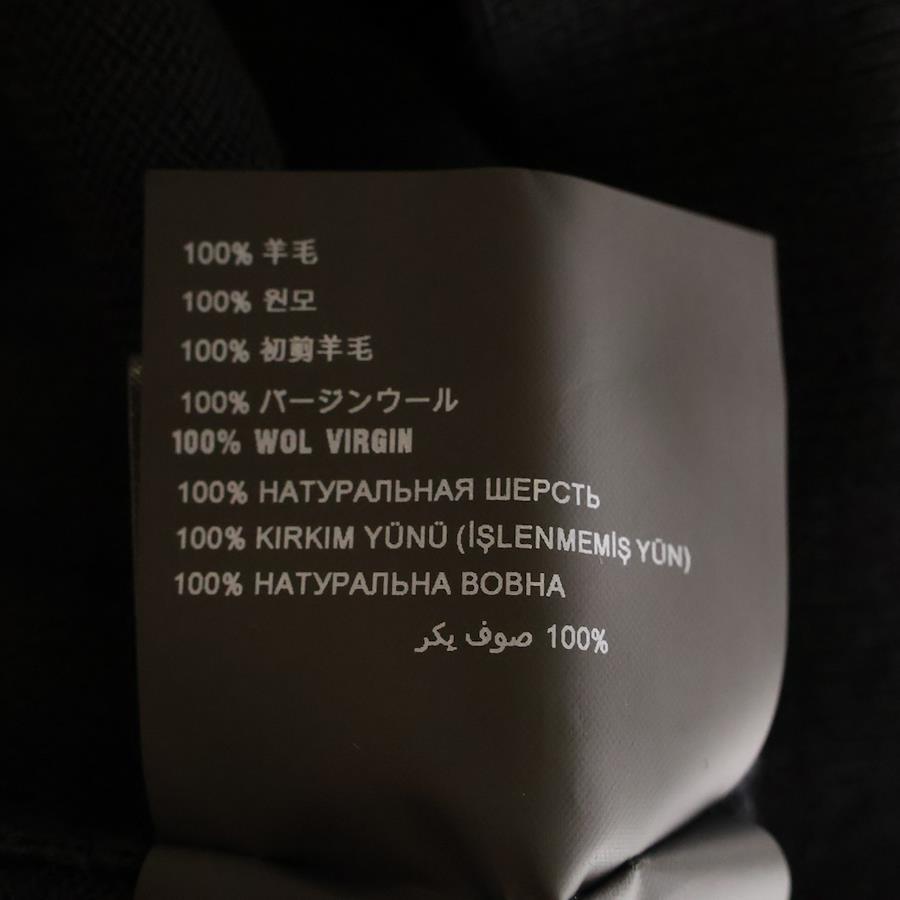 100% 羊毛
100% 원모
100% 初剪羊毛
100% バージンウール
100% WOL VIRGIN
100% НАТУРАЛЬНАЯ ШЕРСТЬ
100% KIRKIM YÜNÜ (İŞLENMEMİŞ YÜN)
100% НАТУРАЛЬНА ВОВНА
100% صوف يكر